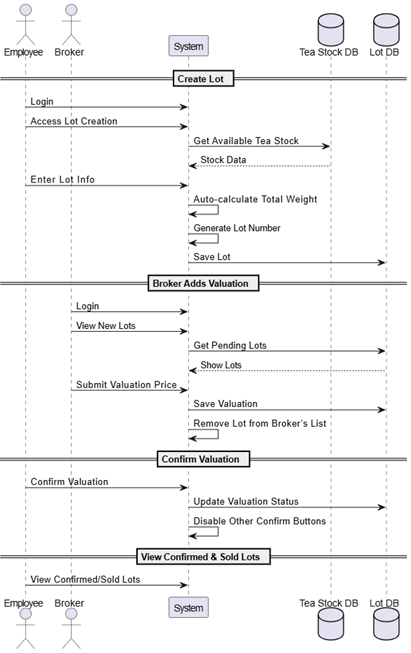 Employee Broker System Tea Stock DB Lot DB
Create Lot
Login
Access Lot Creation
Get Available Tea Stock
Stock Data
Enter Lot Info
Auto-calculate Total Weight
Generate Lot Number
Save Lot
Broker Adds Valuation
Login
View New Lots
Get Pending Lots
Show Lots
Submit Valuation Price
Save Valuation
Remove Lot from Broker's List
Confirm Valuation
Confirm Valuation
Update Valuation Status
Disable Other Confirm Buttons
View Confirmed & Sold Lots
View Confirmed/Sold Lots
Employee Broker System Tea Stock DB Lot DB